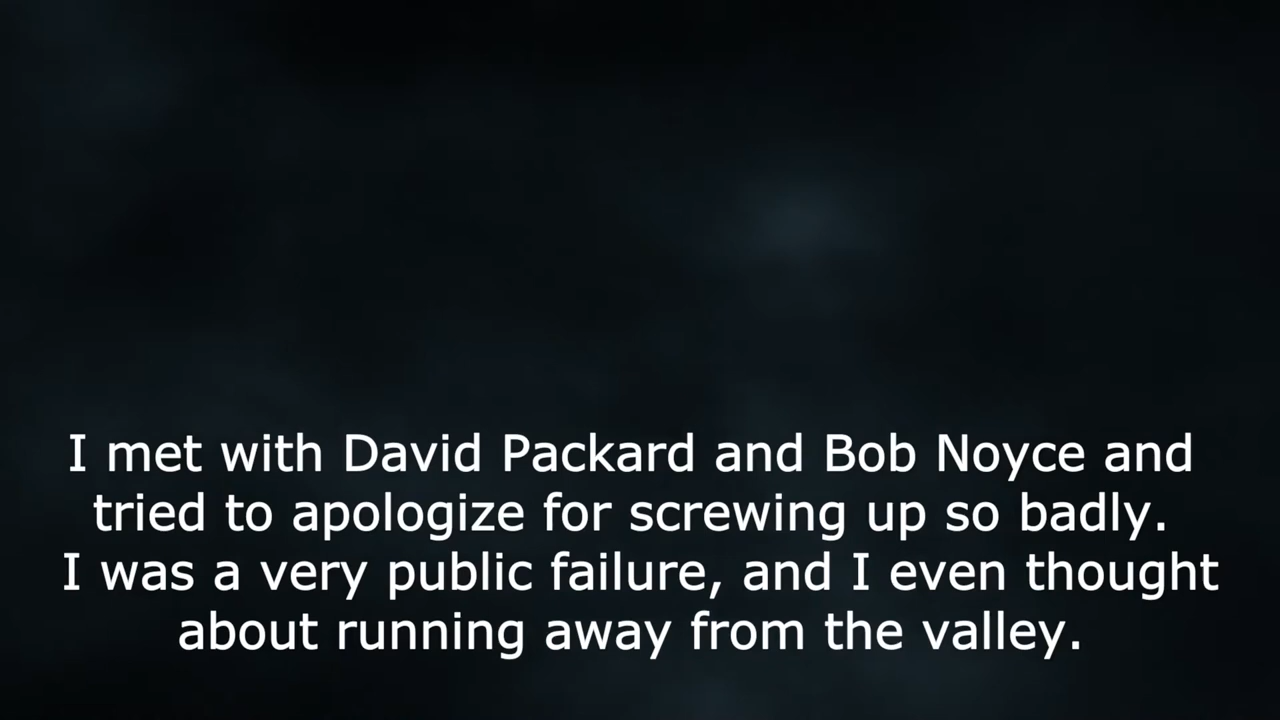 I met with David Packard and Bob Noyce and
tried to apologize for screwing up so badly.
I was a very public failure, and I even thought
about running away from the valley.